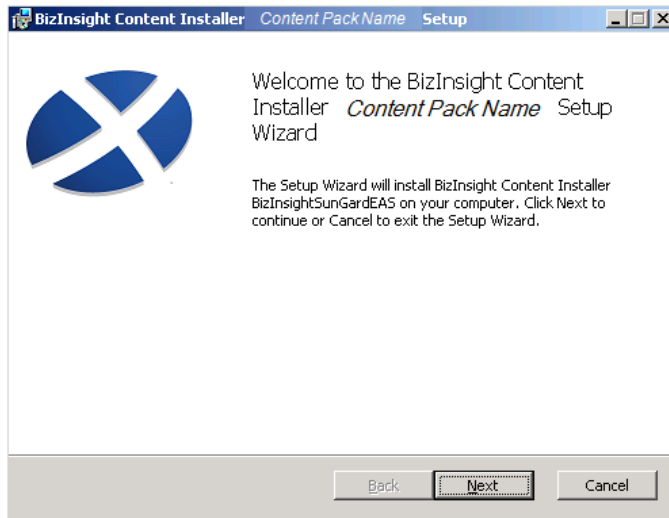 BizInsight Content Installer Content Pack Name Setup
Welcome to the BizInsight Content
Installer Content Pack Name Setup
Wizard
The Setup Wizard will install BizInsight Content Installer
BizInsightSunGardEAS on your computer. Click Next to
continue or Cancel to exit the Setup Wizard.
Back Next Cancel